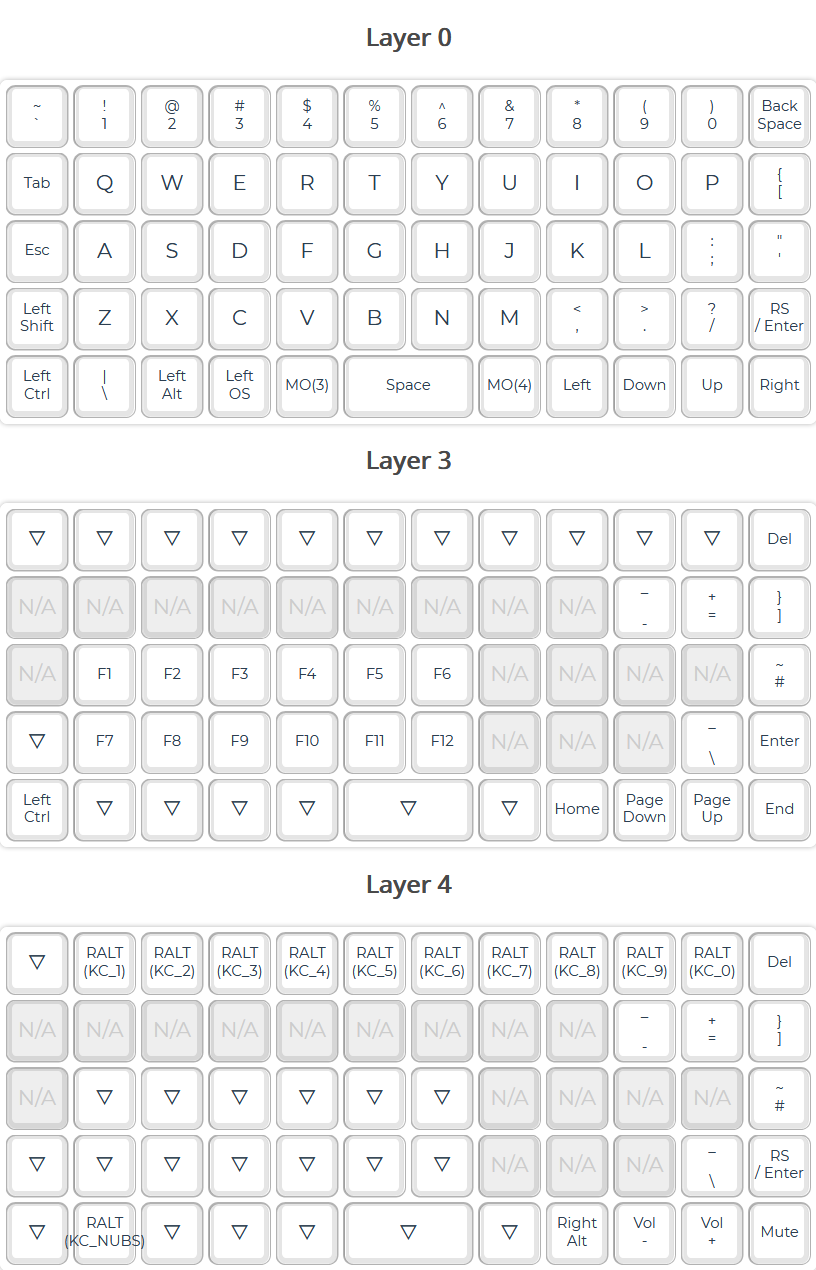 Layer 0
~ ! @ # $ % ^ & * ( ) Back
` 1 2 3 4 5 6 7 8 9 0 Space
Tab Q W E R T Y U I O P { [
Esc A S D F G H J K L : ; " '
Left Shift Z X C V B N M < , > . ? / RS / Enter
Left Ctrl | \ Left Alt Left OS MO(3) Space MO(4) Left Down Up Right
Layer 3
▽ ▽ ▽ ▽ ▽ ▽ ▽ ▽ ▽ ▽ ▽ Del
N/A N/A N/A N/A N/A N/A N/A N/A N/A _ - + = } ]
N/A F1 F2 F3 F4 F5 F6 N/A N/A N/A N/A ~ #
▽ F7 F8 F9 F10 F11 F12 N/A N/A N/A _ \ Enter
Left Ctrl ▽ ▽ ▽ ▽ ▽ ▽ Home Page Down Page Up End
Layer 4
▽ RALT (KC_1) RALT (KC_2) RALT (KC_3) RALT (KC_4) RALT (KC_5) RALT (KC_6) RALT (KC_7) RALT (KC_8) RALT (KC_9) RALT (KC_0) Del
N/A N/A N/A N/A N/A N/A N/A N/A N/A _ - + = } ]
N/A ▽ ▽ ▽ ▽ ▽ ▽ N/A N/A N/A N/A ~ #
▽ ▽ ▽ ▽ ▽ ▽ ▽ N/A N/A N/A _ \ RS / Enter
▽ RALT (KC_NUBS) ▽ ▽ ▽ ▽ ▽ Right Alt Vol - Vol + Mute